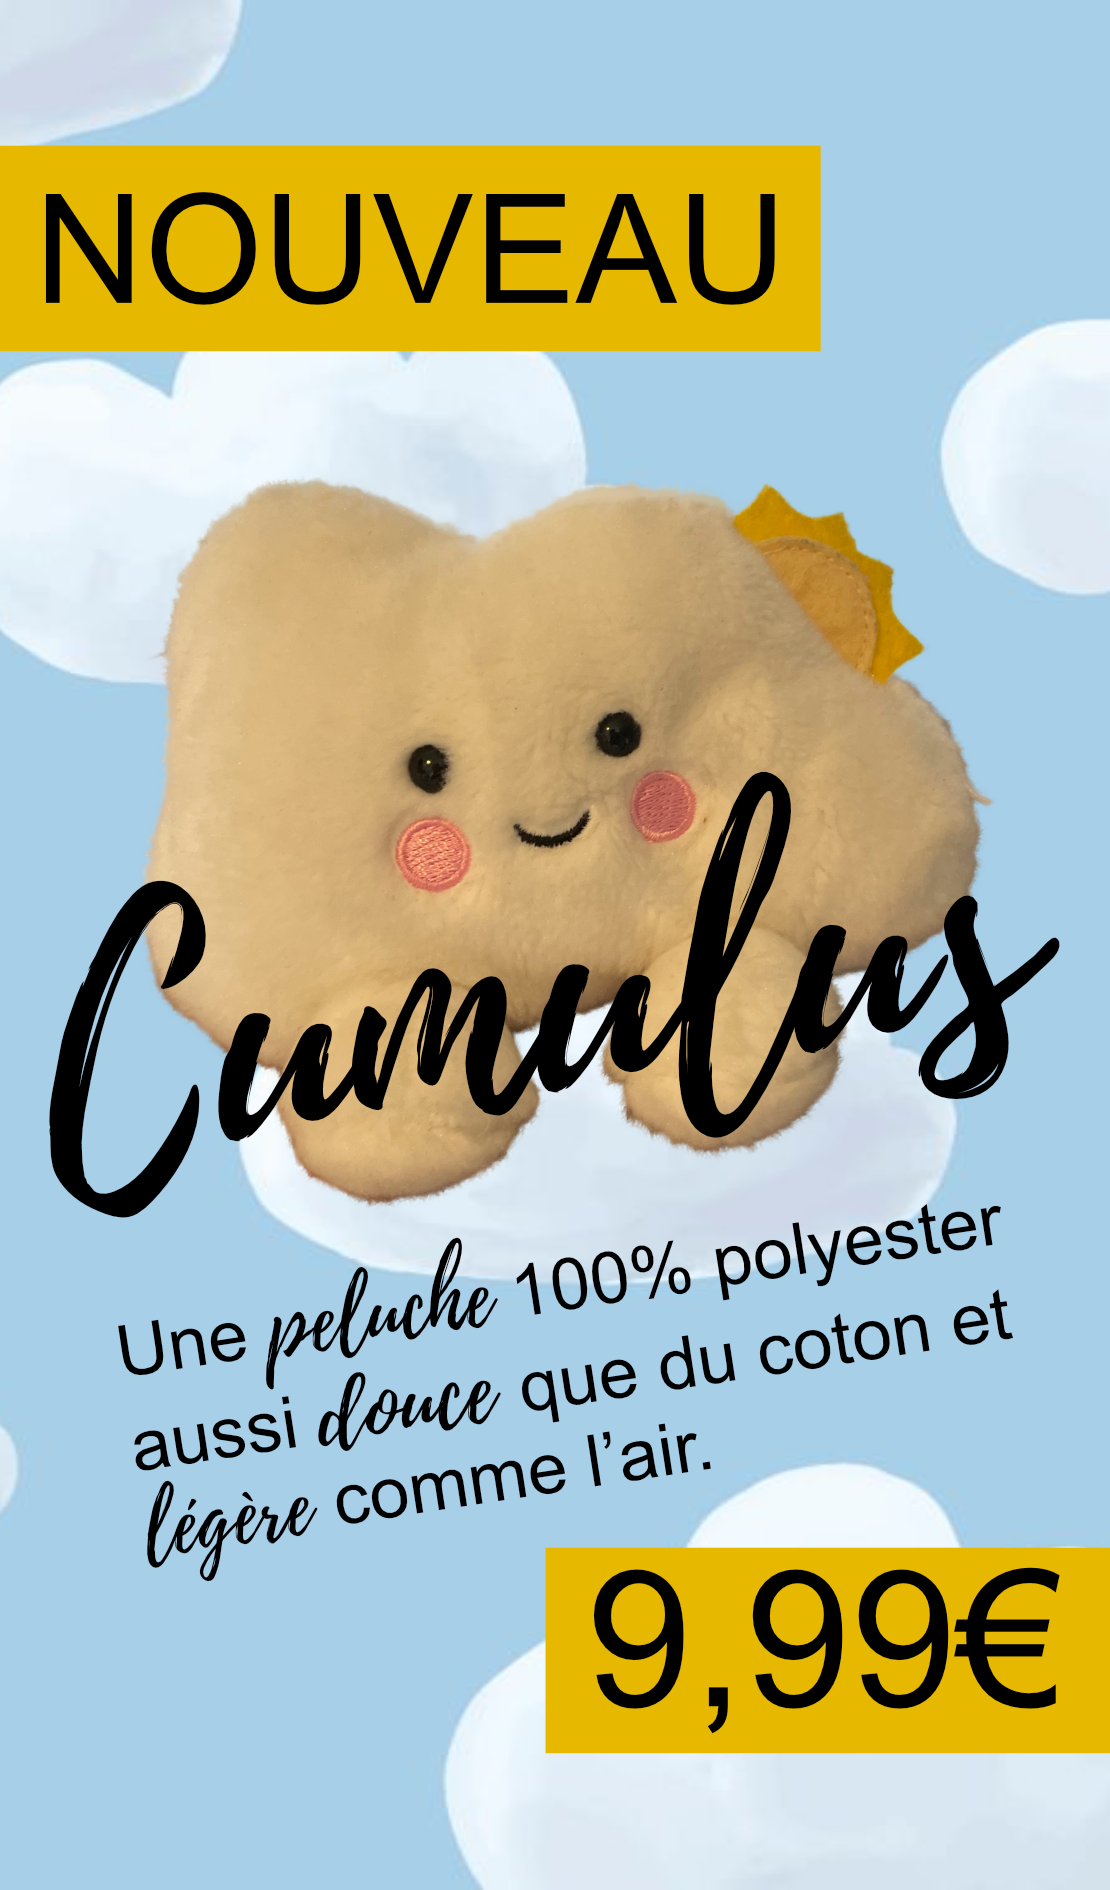 NOUVEAU
Cumulus
Une peluche 100% polyester
aussi douce que du coton et
légère comme l’air.
9,99€